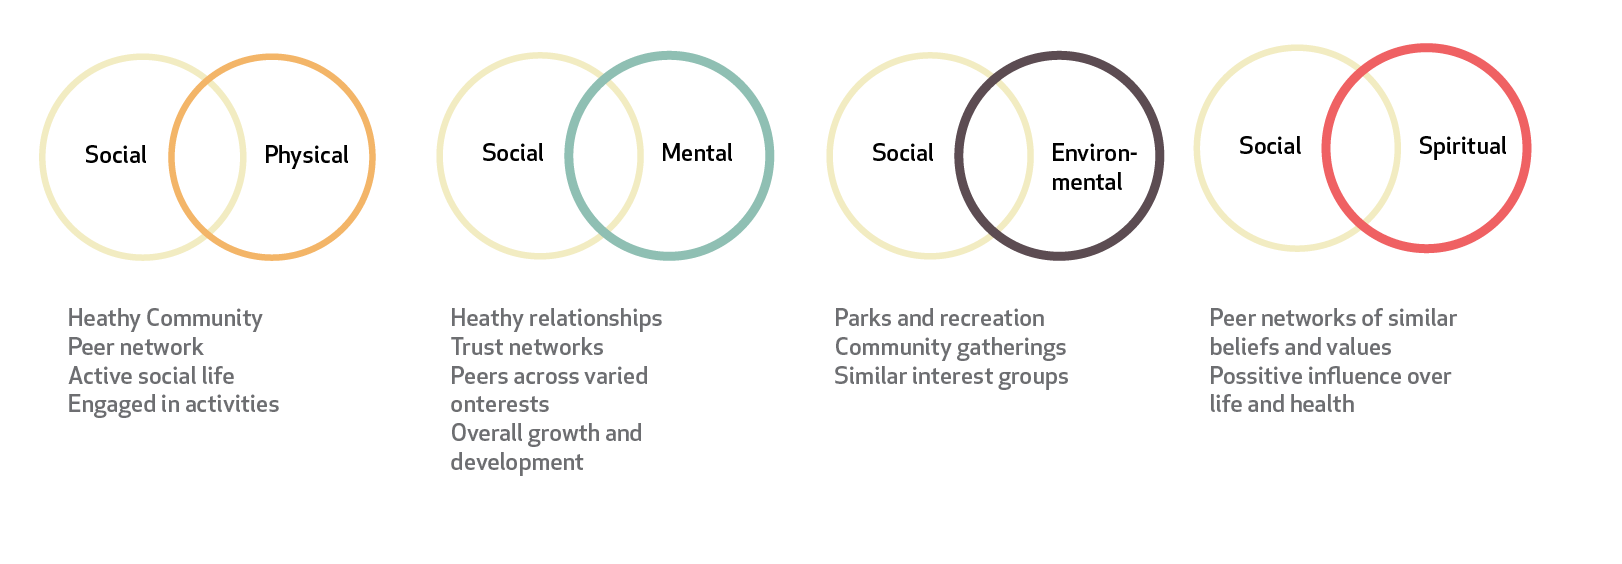 Social
Physical
Social
Mental
Social
Environ-
mental
Social
Spiritual
Heathy Community
Peer network
Active social life
Engaged in activities
Heathy relationships
Trust networks
Peers across varied
onterests
Overall growth and
development
Parks and recreation
Community gatherings
Similar interest groups
Peer networks of similar
beliefs and values
Possitive influence over
life and health